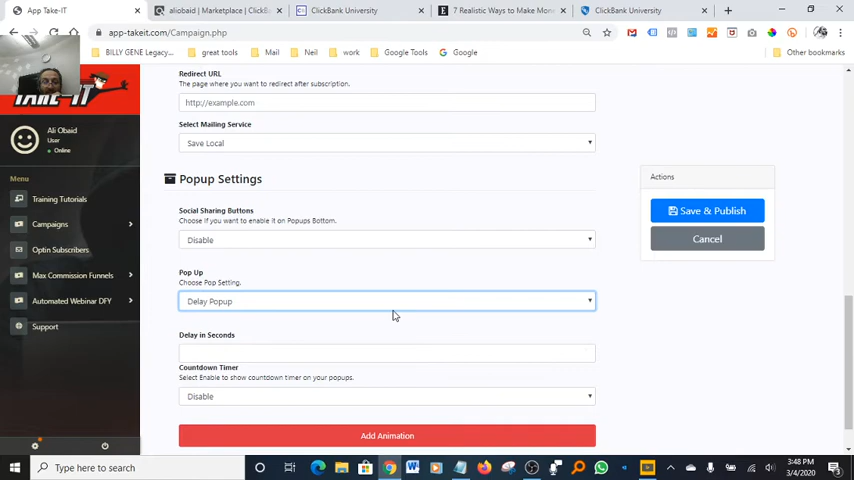 App Take-IT
aliobaid | Marketplace | ClickB
ClickBank University
7 Realistic Ways to Make Mon
ClickBank University
app-takeit.com/Campaign.php
BILLY GENE Legacy...
great tools
Mail
Neil
work
Google Tools
Google
Other bookmarks
TAKE-IT
Ali Obaid
User
Online
Menu
Training Tutorials
Campaigns
Optin Subscribers
Max Commission Funnels
Automated Webinar DFY
Support
Redirect URL
The page where you want to redirect after subscription.
http://example.com
Select Mailing Service
Save Local
Popup Settings
Social Sharing Buttons
Choose if you want to enable it on Popups Bottom.
Disable
Pop Up
Choose Pop Setting.
Delay Popup
Delay in Seconds
Countdown Timer
Select Enable to show countdown timer on your popups.
Disable
Add Animation
Actions
Save & Publish
Cancel
Type here to search
3:48 PM
3/4/2020